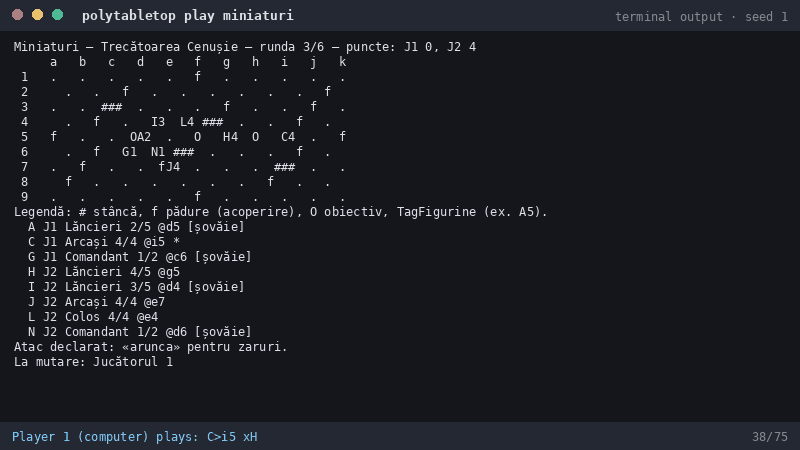 polytabletop play miniaturi
terminal output · seed 1
Miniaturi — Trecătoarea Cenușie — runda 3/6 — puncte: J1 0, J2 4
     a   b   c   d   e   f   g   h   i   j   k
 1   .   .   .   .   .   f   .   .   .   .   .
 2     .   .   f   .   .   .   .   .   .   f
 3   .   .  ###  .   .   .   f   .   .   f   .
 4     .   f   .   I3  L4 ###  .   .   f   .
 5   f   .   .  OA2  .   O   H4  O   C4  .   f
 6     .   f   G1  N1 ###  .   .   .   f   .
 7   .   f   .   .  fJ4  .   .   .  ###  .   .
 8     f   .   .   .   .   .   .   f   .   .
 9   .   .   .   .   .   f   .   .   .   .   .
Legendă: # stâncă, f pădure (acoperire), O obiectiv, TagFigurine (ex. A5).
  A J1 Lăncieri 2/5 @d5 [șovăie]
  C J1 Arcași 4/4 @i5 *
  G J1 Comandant 1/2 @c6 [șovăie]
  H J2 Lăncieri 4/5 @g5
  I J2 Lăncieri 3/5 @d4 [șovăie]
  J J2 Arcași 4/4 @e7
  L J2 Colos 4/4 @e4
  N J2 Comandant 1/2 @d6 [șovăie]
Atac declarat: «arunca» pentru zaruri.
La mutare: Jucătorul 1
Player 1 (computer) plays: C>i5 xH
38/75